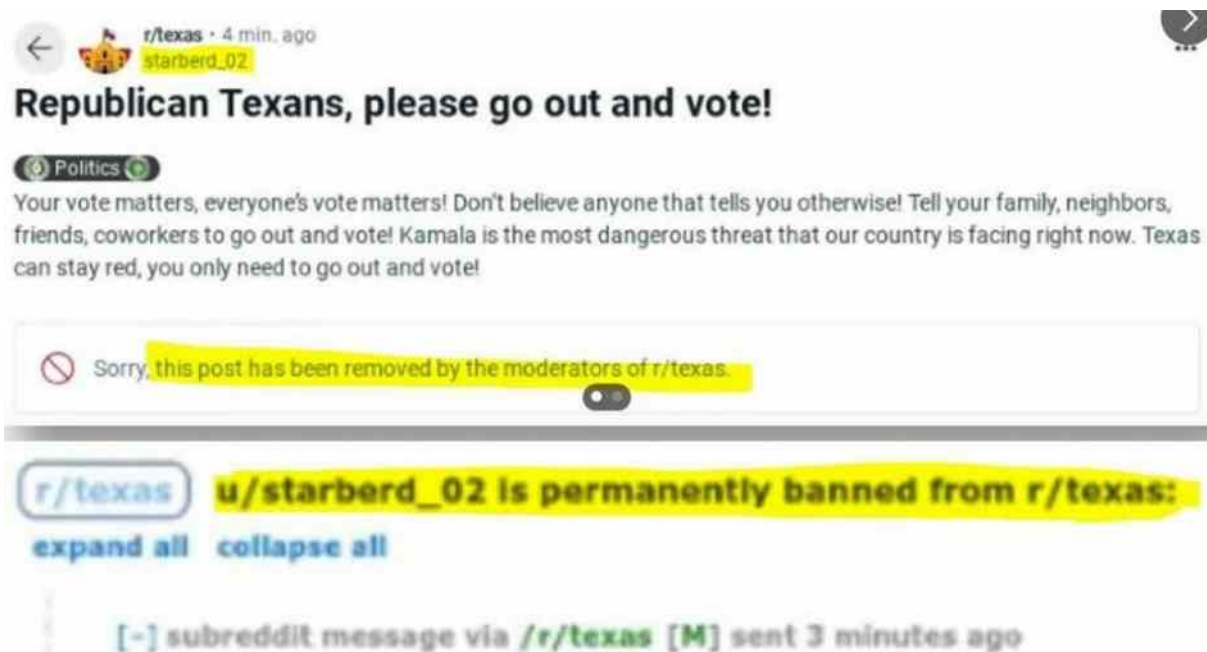 r/texas · 4 min. ago
starberd_02
Republican Texans, please go out and vote!
Politics
Your vote matters, everyone's vote matters! Don't believe anyone that tells you otherwise! Tell your family, neighbors,
friends, coworkers to go out and vote! Kamala is the most dangerous threat that our country is facing right now. Texas
can stay red, you only need to go out and vote!
Sorry, this post has been removed by the moderators of r/texas.
r/texas u/starberd_02 is permanently banned from r/texas:
expand all collapse all
[-] subreddit message via /r/texas [M] sent 3 minutes ago